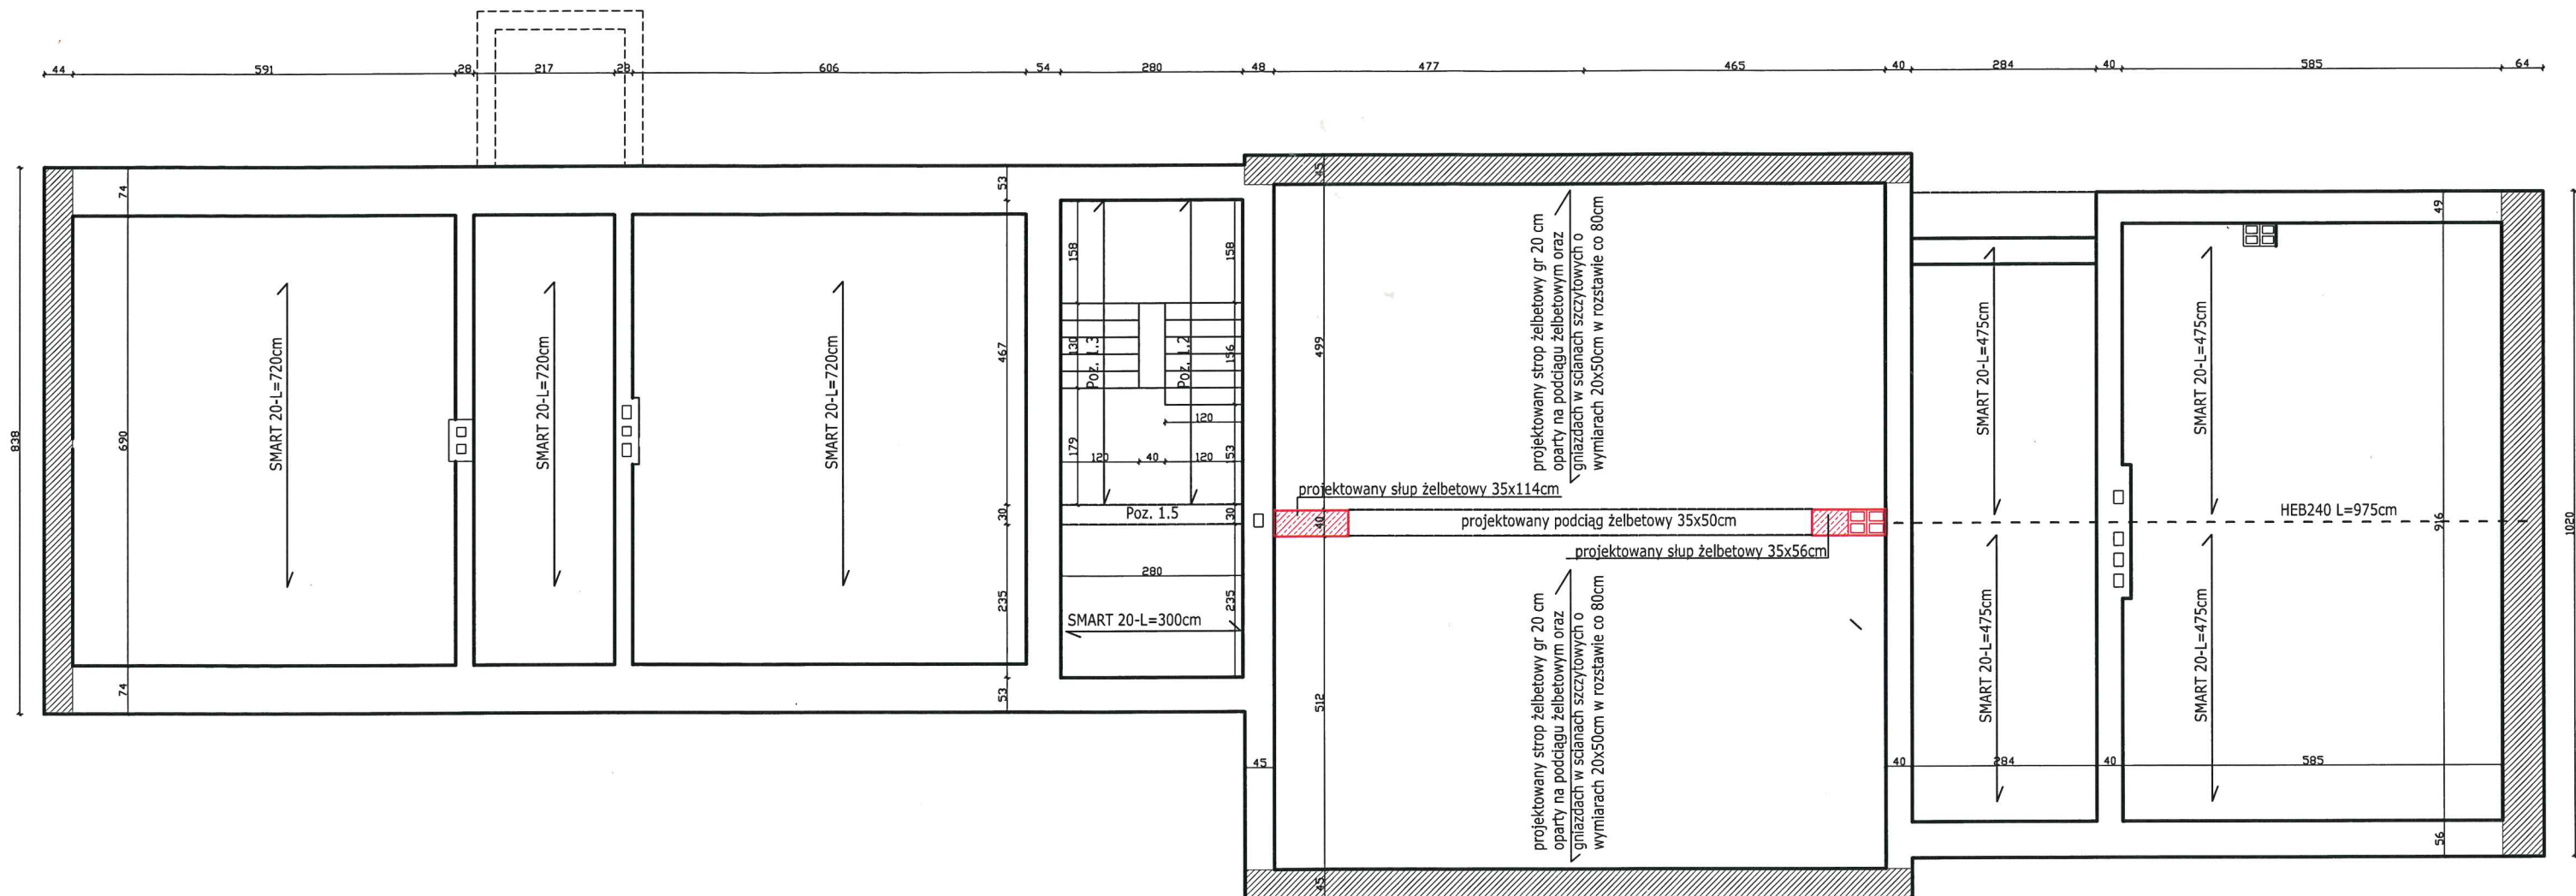 44
591
28
217
28
606
54
280
48
477
465
40
284
40
585
64
838
74
690
74
SMART 20-L=720cm
SMART 20-L=720cm
SMART 20-L=720cm
53
467
30
235
53
158
130
179
Poz. 1.3
Poz. 1.2
158
156
153
30
235
120
120
40
120
Poz. 1.5
280
SMART 20-L=300cm
45
499
40
512
45
45
projektowany strop żelbetowy gr 20 cm
oparty na podciągu żelbetowym oraz
gniazdach w scianach szczytowych o
wymiarach 20x50cm w rozstawie co 80cm
projektowany słup żelbetowy 35x114cm
projektowany podciąg żelbetowy 35x50cm
projektowany słup żelbetowy 35x56cm
projektowany strop żelbetowy gr 20 cm
oparty na podciągu żelbetowym oraz
gniazdach w scianach szczytowych o
wymiarach 20x50cm w rozstawie co 80cm
SMART 20-L=475cm
SMART 20-L=475cm
SMART 20-L=475cm
SMART 20-L=475cm
HEB240 L=975cm
40
284
40
585
49
916
56
1020